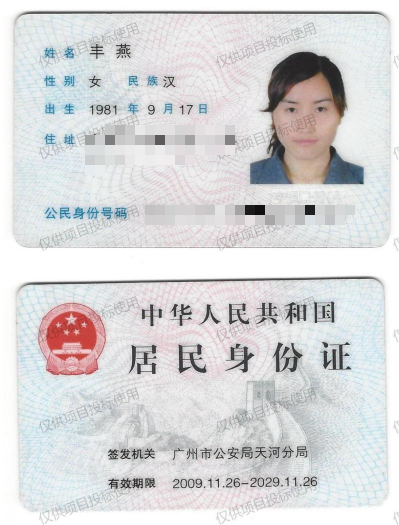 姓名 丰燕
性别 女 民族 汉
出生 1981 年 9 月 17 日
住址
公民身份号码
中华人民共和国
居民身份证
签发机关 广州市公安局天河分局
有效期限 2009.11.26-2029.11.26
仅供项目投标使用